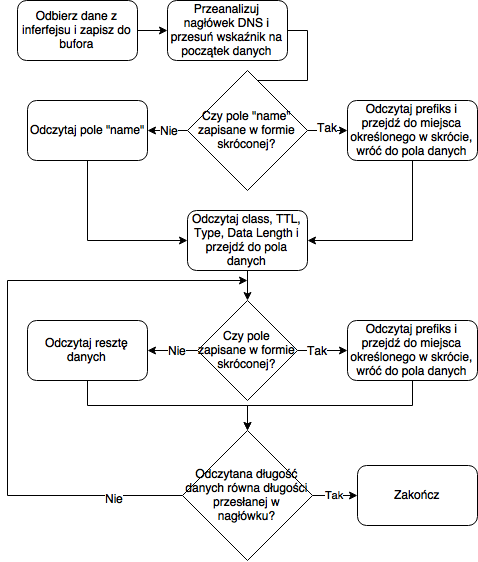 Odbierz dane z
inferfejsu i zapisz do
bufora
Przeanalizuj
nagłówek DNS i
przesuń wskaźnik na
początek danych
Czy pole "name"
zapisane w formie
skróconej?
Nie
Tak
Odczytaj pole "name"
Odczytaj prefiks i
przejdź do miejsca
określonego w skrócie,
wróć do pola danych
Odczytaj class, TTL,
Type, Data Length i
przejdź do pola
danych
Czy pole
zapisane w formie
skróconej?
Nie
Tak
Odczytaj resztę
danych
Odczytaj prefiks i
przejdź do miejsca
określonego w skrócie,
wróć do pola danych
Odczytana długość
danych równa długości
przesłanej w
nagłówku?
Nie
Tak
Zakończ